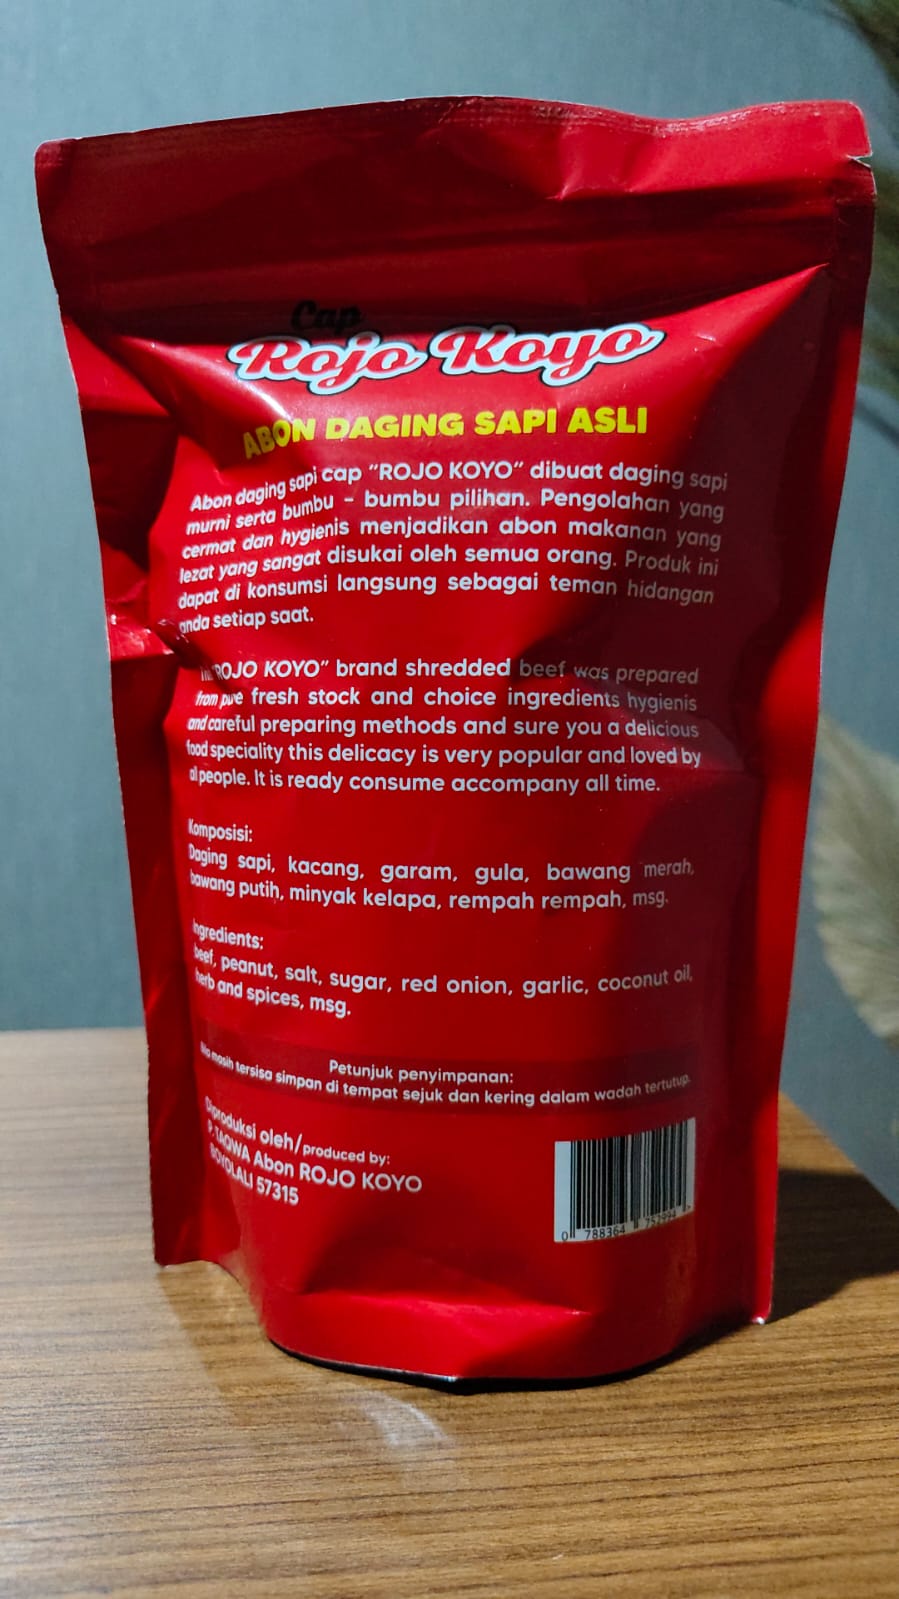 Cap
Rojo Koyo
ABON DAGING SAPI ASLI
Abon daging sapi cap "ROJO KOYO" dibuat daging sapi
murni serta bumbu - bumbu pilihan. Pengolahan yang
cermat dan hygienis menjadikan abon makanan yang
lezat yang sangat disukai oleh semua orang. Produk ini
dapat di konsumsi langsung sebagai teman hidangan
anda setiap saat.
"ROJO KOYO" brand shredded beef was prepared
from pure fresh stock and choice ingredients hygienis
and careful preparing methods and sure you a delicious
food speciality this delicacy is very popular and loved by
al people. It is ready consume accompany all time.
Komposisi:
Daging sapi, kacang, garam, gula, bawang merah,
bawang putih, minyak kelapa, rempah rempah, msg.
Ingredients:
beef, peanut, salt, sugar, red onion, garlic, coconut oil,
herb and spices, msg.
Petunjuk penyimpanan:
masih tersisa simpan di tempat sejuk dan kering dalam wadah tertutup.
Diproduksi oleh/produced by:
P. TAQWA Abon ROJO KOYO
BOYOLALI 57315
0 788364 757994